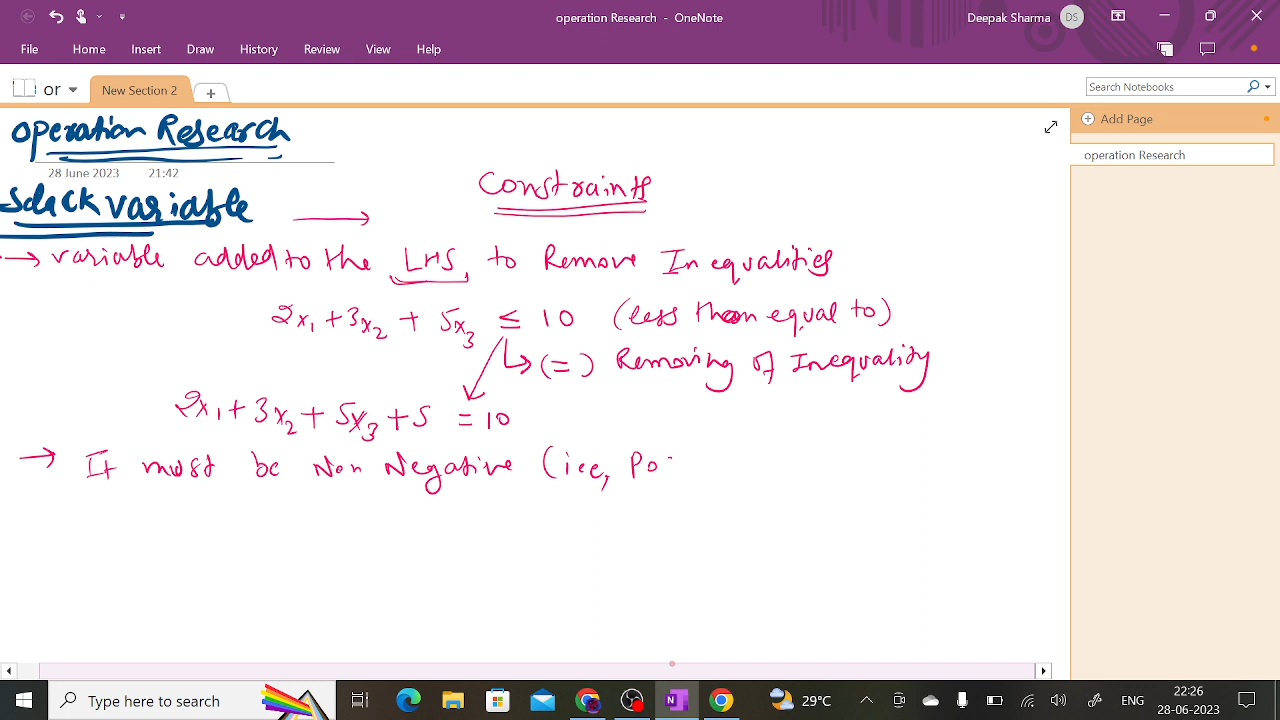 operation Research - OneNote
Deepak Sharma DS
File Home Insert Draw History Review View Help
or New Section 2
Search Notebooks
Add Page
operation Research
operation Research
28 June 2023 21:42
Slack variable → Constraints
→ variable added to the LHS to Remove Inequalities
2x₁ + 3x₂ + 5x₃ ≤ 10 (less than equal to)
(=) Removing of Inequality
2x₁ + 3x₂ + 5x₃ + S = 10
→ It must be Non Negative (i.e, Po
Type here to search
29°C
ENG
22:26
28-06-2023